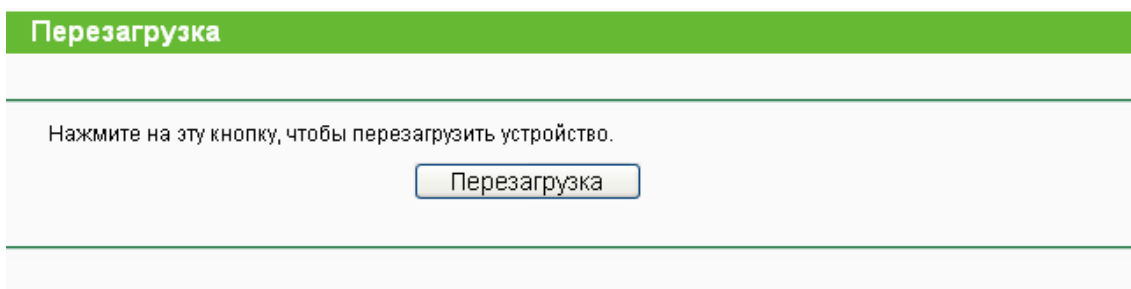 Перезагрузка
Нажмите на эту кнопку, чтобы перезагрузить устройство.
Перезагрузка